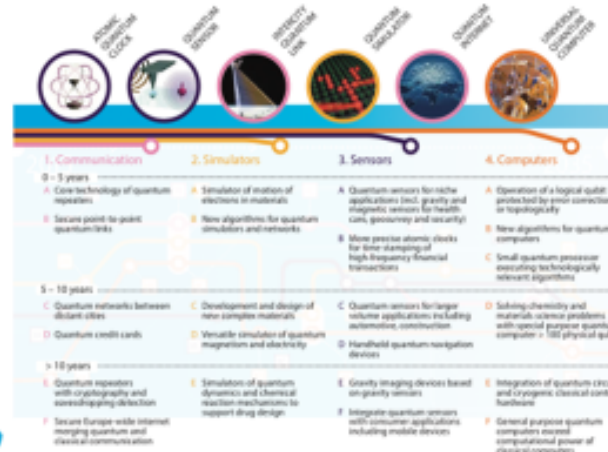 ATOMIC
QUANTUM
CLOCK
QUANTUM
SENSOR
INTERCITY
QUANTUM
LINK
QUANTUM
SIMULATOR
QUANTUM
INTERNET
UNIVERSAL
QUANTUM
COMPUTER
1. Communication
2. Simulators
3. Sensors
4. Computers
0 – 5 years
A Core technology of quantum
repeaters
B Secure point-to-point
quantum links
A Simulator of motion of
electrons in materials
B New algorithms for quantum
simulators and networks
A Quantum sensors for niche
applications (incl. gravity and
magnetic sensors for health
care, geosurvey and security)
B More precise atomic clocks
for time stamping of
high-frequency financial
transactions
A Operation of a logical qubit
protected by error correction
or topologically
B New algorithms for quantum
computers
C Small quantum processor
executing technologically
relevant algorithms
5 – 10 years
C Quantum networks between
distant cities
D Quantum credit cards
C Development and design of
new complex materials
D Versatile simulator of quantum
magnetism and electricity
C Quantum sensors for larger
volume applications including
automotive, construction
D Handheld quantum navigation
devices
D Solving chemistry and
materials science problems
with special purpose quantum
computer > 100 physical
> 10 years
E Quantum repeaters
with cryptography and
eavesdropping detection
F Secure Europe-wide internet
merging quantum and
classical communication
E Simulators of quantum
dynamics and chemical
reaction mechanisms to
support drug design
E Gravity imaging devices based
on gravity sensors
F Integrate quantum sensors
with consumer applications
including mobile devices
E Integration of quantum
and cryogenic classical
hardware
F General purpose quantum
computers exceed
computational power of
classical computers